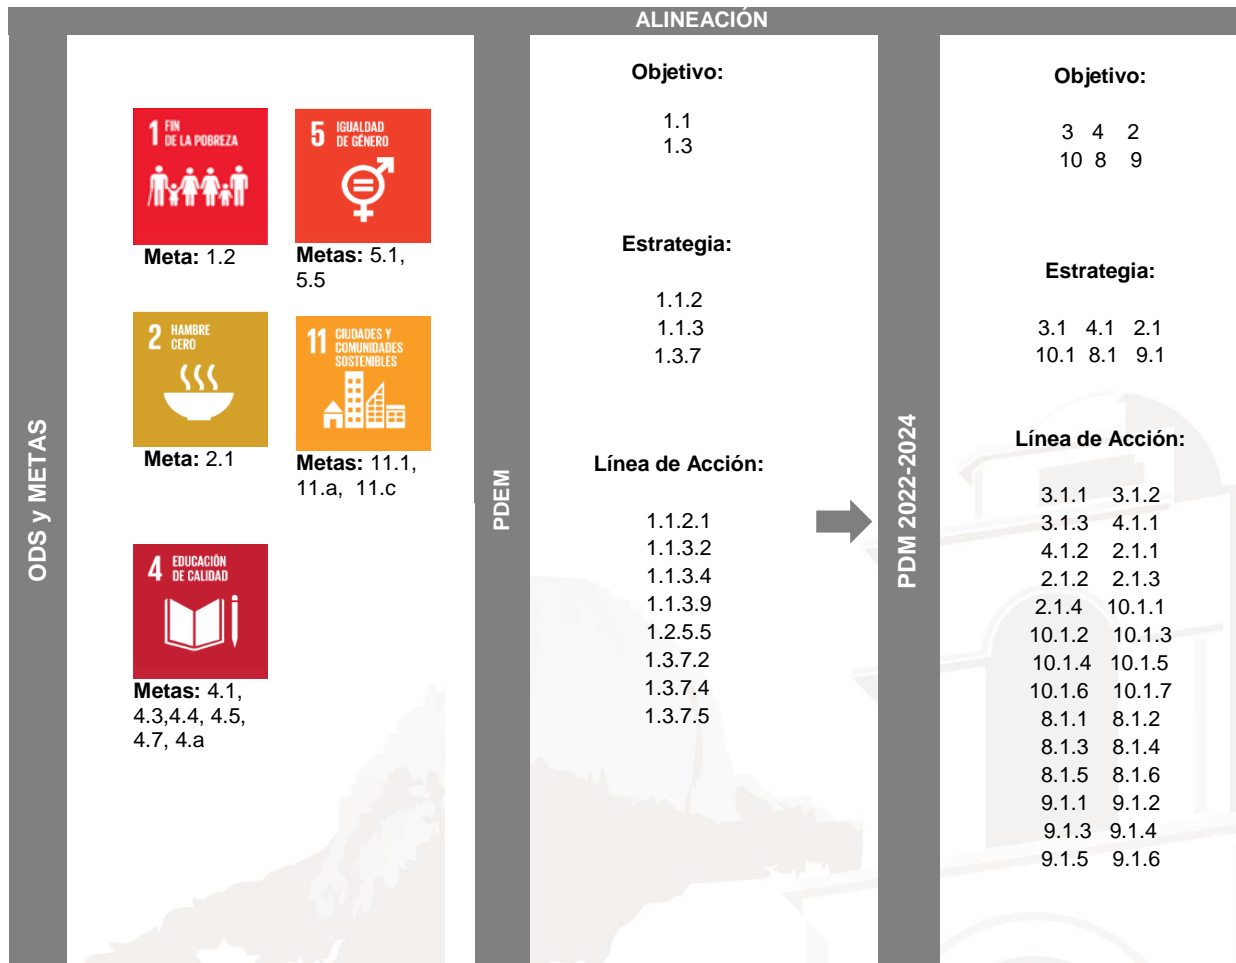 ALINEACIÓN
ODS y METAS
1 FIN
DE LA POBREZA
Meta: 1.2
5 IGUALDAD
DE GÉNERO
Metas: 5.1,
5.5
2 HAMBRE
CERO
Meta: 2.1
11 CIUDADES Y
COMUNIDADES
SOSTENIBLES
Metas: 11.1,
11.a, 11.c
4 EDUCACIÓN
DE CALIDAD
Metas: 4.1,
4.3,4.4, 4.5,
4.7, 4.a
PDEM
Objetivo:
1.1
1.3
Estrategia:
1.1.2
1.1.3
1.3.7
Línea de Acción:
1.1.2.1
1.1.3.2
1.1.3.4
1.1.3.9
1.2.5.5
1.3.7.2
1.3.7.4
1.3.7.5
PDM 2022-2024
Objetivo:
3 4 2
10 8 9
Estrategia:
3.1 4.1 2.1
10.1 8.1 9.1
Línea de Acción:
3.1.1 3.1.2
3.1.3 4.1.1
4.1.2 2.1.1
2.1.2 2.1.3
2.1.4 10.1.1
10.1.2 10.1.3
10.1.4 10.1.5
10.1.6 10.1.7
8.1.1 8.1.2
8.1.3 8.1.4
8.1.5 8.1.6
9.1.1 9.1.2
9.1.3 9.1.4
9.1.5 9.1.6